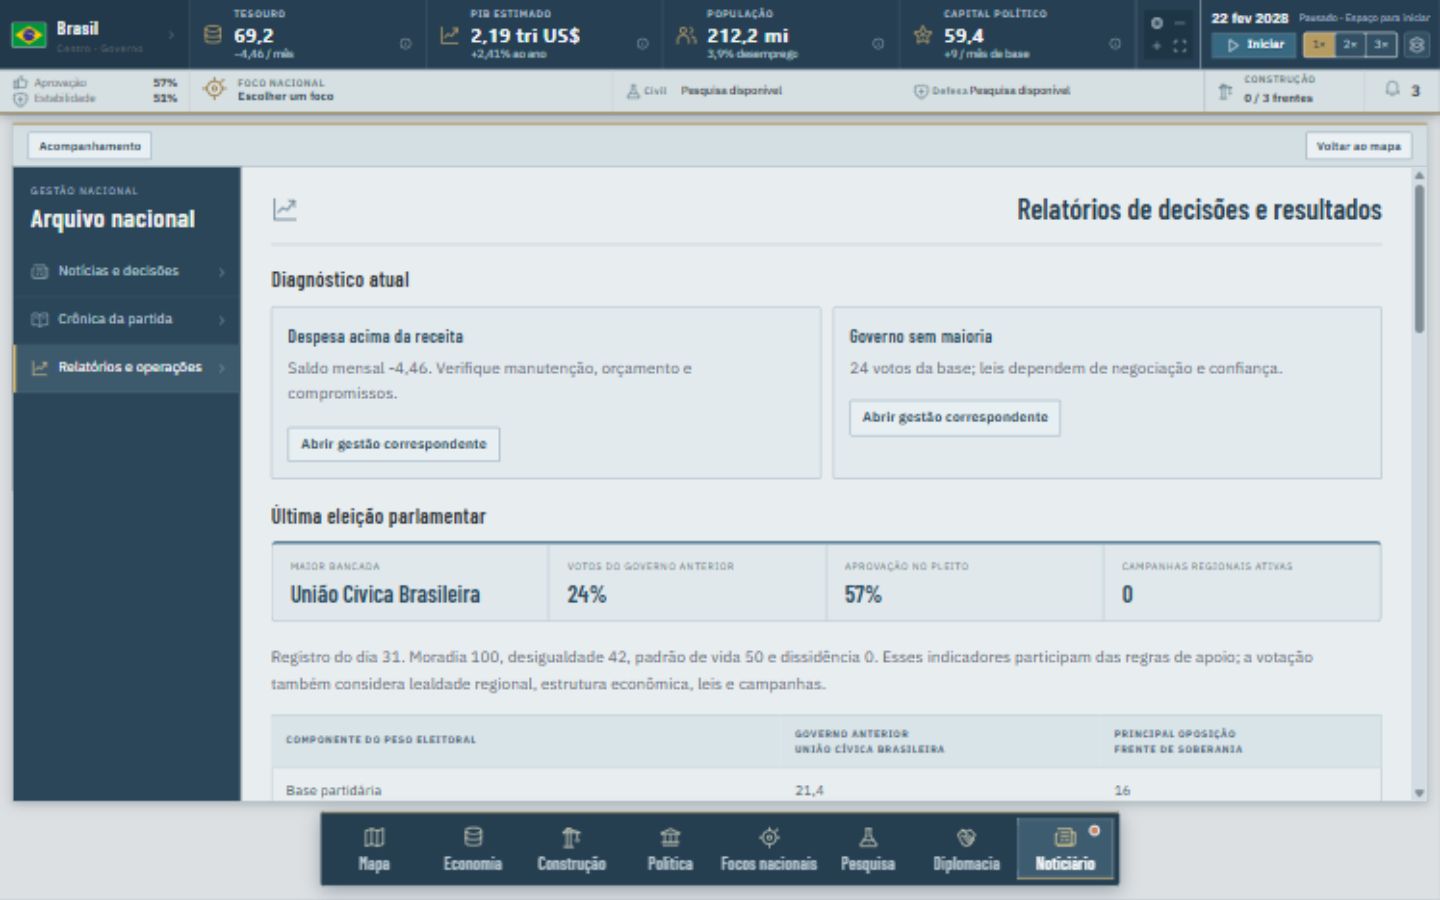 Brasil
Centro - Governo
TESOURO
69,2
-4,46 / mês
PIB ESTIMADO
2,19 tri US$
+2,41% ao ano
POPULAÇÃO
212,2 mi
3,9% desemprego
CAPITAL POLÍTICO
59,4
+9 / mês de base
22 fev 2028
Pausado - Espaço para iniciar
Iniciar
1×
2×
3×
Aprovação 57%
Estabilidade 51%
FOCO NACIONAL
Escolher um foco
Civil Pesquisa disponível
Defesa Pesquisa disponível
CONSTRUÇÃO
0 / 3 frentes
3
Acompanhamento
Voltar ao mapa
GESTÃO NACIONAL
Arquivo nacional
Notícias e decisões
Crônica da partida
Relatórios e operações
Relatórios de decisões e resultados
Diagnóstico atual
Despesa acima da receita
Saldo mensal -4,46. Verifique manutenção, orçamento e
compromissos.
Abrir gestão correspondente
Governo sem maioria
24 votos da base; leis dependem de negociação e confiança.
Abrir gestão correspondente
Última eleição parlamentar
MAIOR BANCADA
União Cívica Brasileira
VOTOS DO GOVERNO ANTERIOR
24%
APROVAÇÃO NO PLEITO
57%
CAMPANHAS REGIONAIS ATIVAS
0
Registro do dia 31. Moradia 100, desigualdade 42, padrão de vida 50 e dissidência 0. Esses indicadores participam das regras de apoio; a votação
também considera lealdade regional, estrutura econômica, leis e campanhas.
COMPONENTE DO PESO ELEITORAL
GOVERNO ANTERIOR
UNIÃO CÍVICA BRASILEIRA
PRINCIPAL OPOSIÇÃO
FRENTE DE SOBERANIA
Base partidária 21,4 16
Mapa
Economia
Construção
Política
Focos nacionais
Pesquisa
Diplomacia
Noticiário